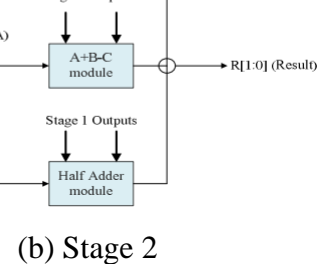 A)
A+B-C
module
R[1:0] (Result)
Stage 1 Outputs
Half Adder
module
(b) Stage 2